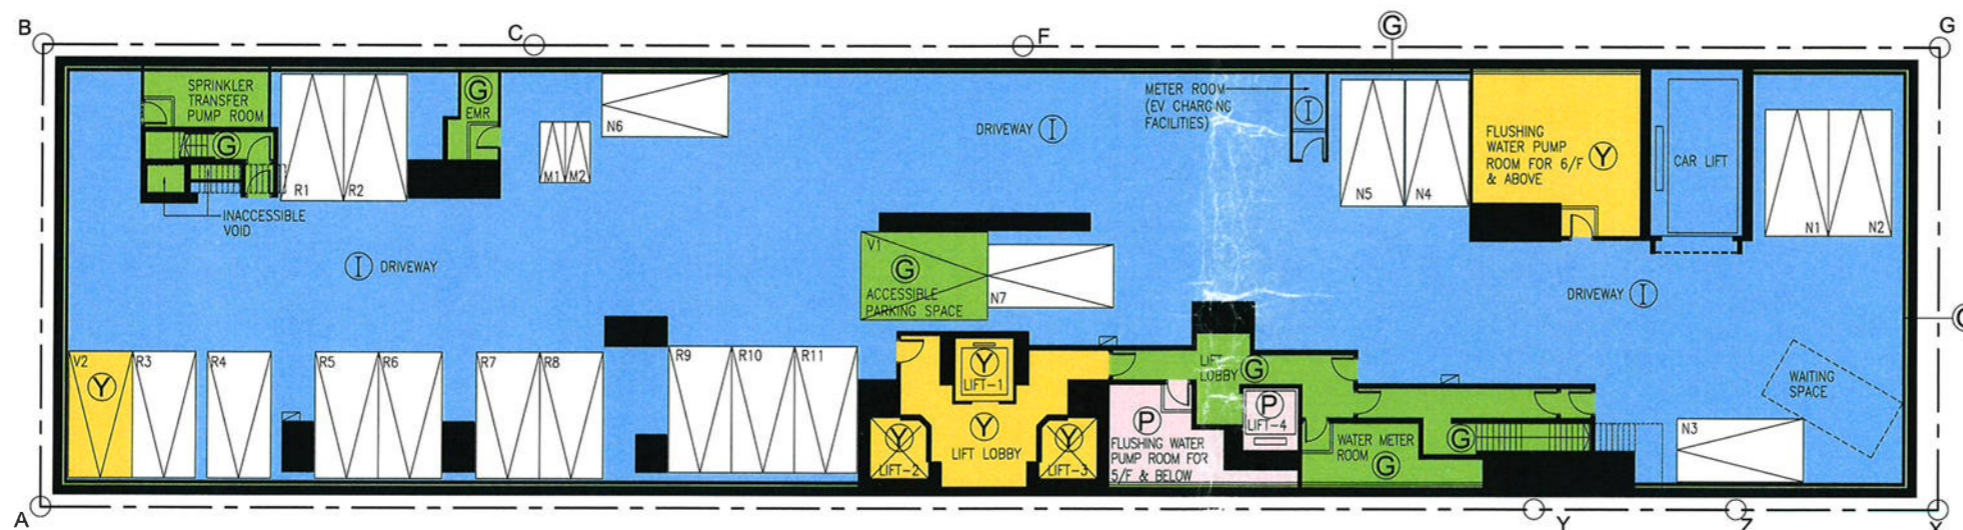 B
C
F
G
G
SPRINKLER
TRANSFER
PUMP ROOM
G
EMR
G
INACCESSIBLE
VOID
R1
R2
M1
M2
N6
DRIVEWAY I
METER ROOM
(EV CHARGING
FACILITIES)
I
N5
N4
FLUSHING
WATER PUMP
ROOM FOR 6/F
& ABOVE
Y
CAR LIFT
N1
N2
I DRIVEWAY
V1
G
ACCESSIBLE
PARKING SPACE
N7
DRIVEWAY I
V2
Y
R3
R4
R5
R6
R7
R8
R9
R10
R11
Y
LIFT-1
Y
LIFT-2
Y
LIFT LOBBY
Y
LIFT-3
LIFT
LOBBY
G
P
FLUSHING WATER
PUMP ROOM FOR
5/F & BELOW
P
LIFT-4
WATER METER
ROOM
G
G
WAITING
SPACE
N3
A
Y